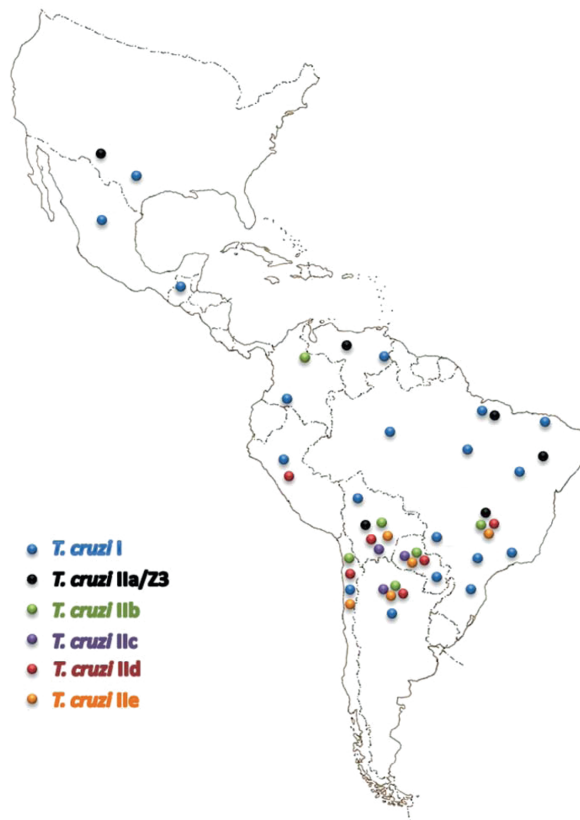 T. cruzi I
T. cruzi IIa/Z3
T. cruzi IIb
T. cruzi IIc
T. cruzi IId
T. cruzi IIe